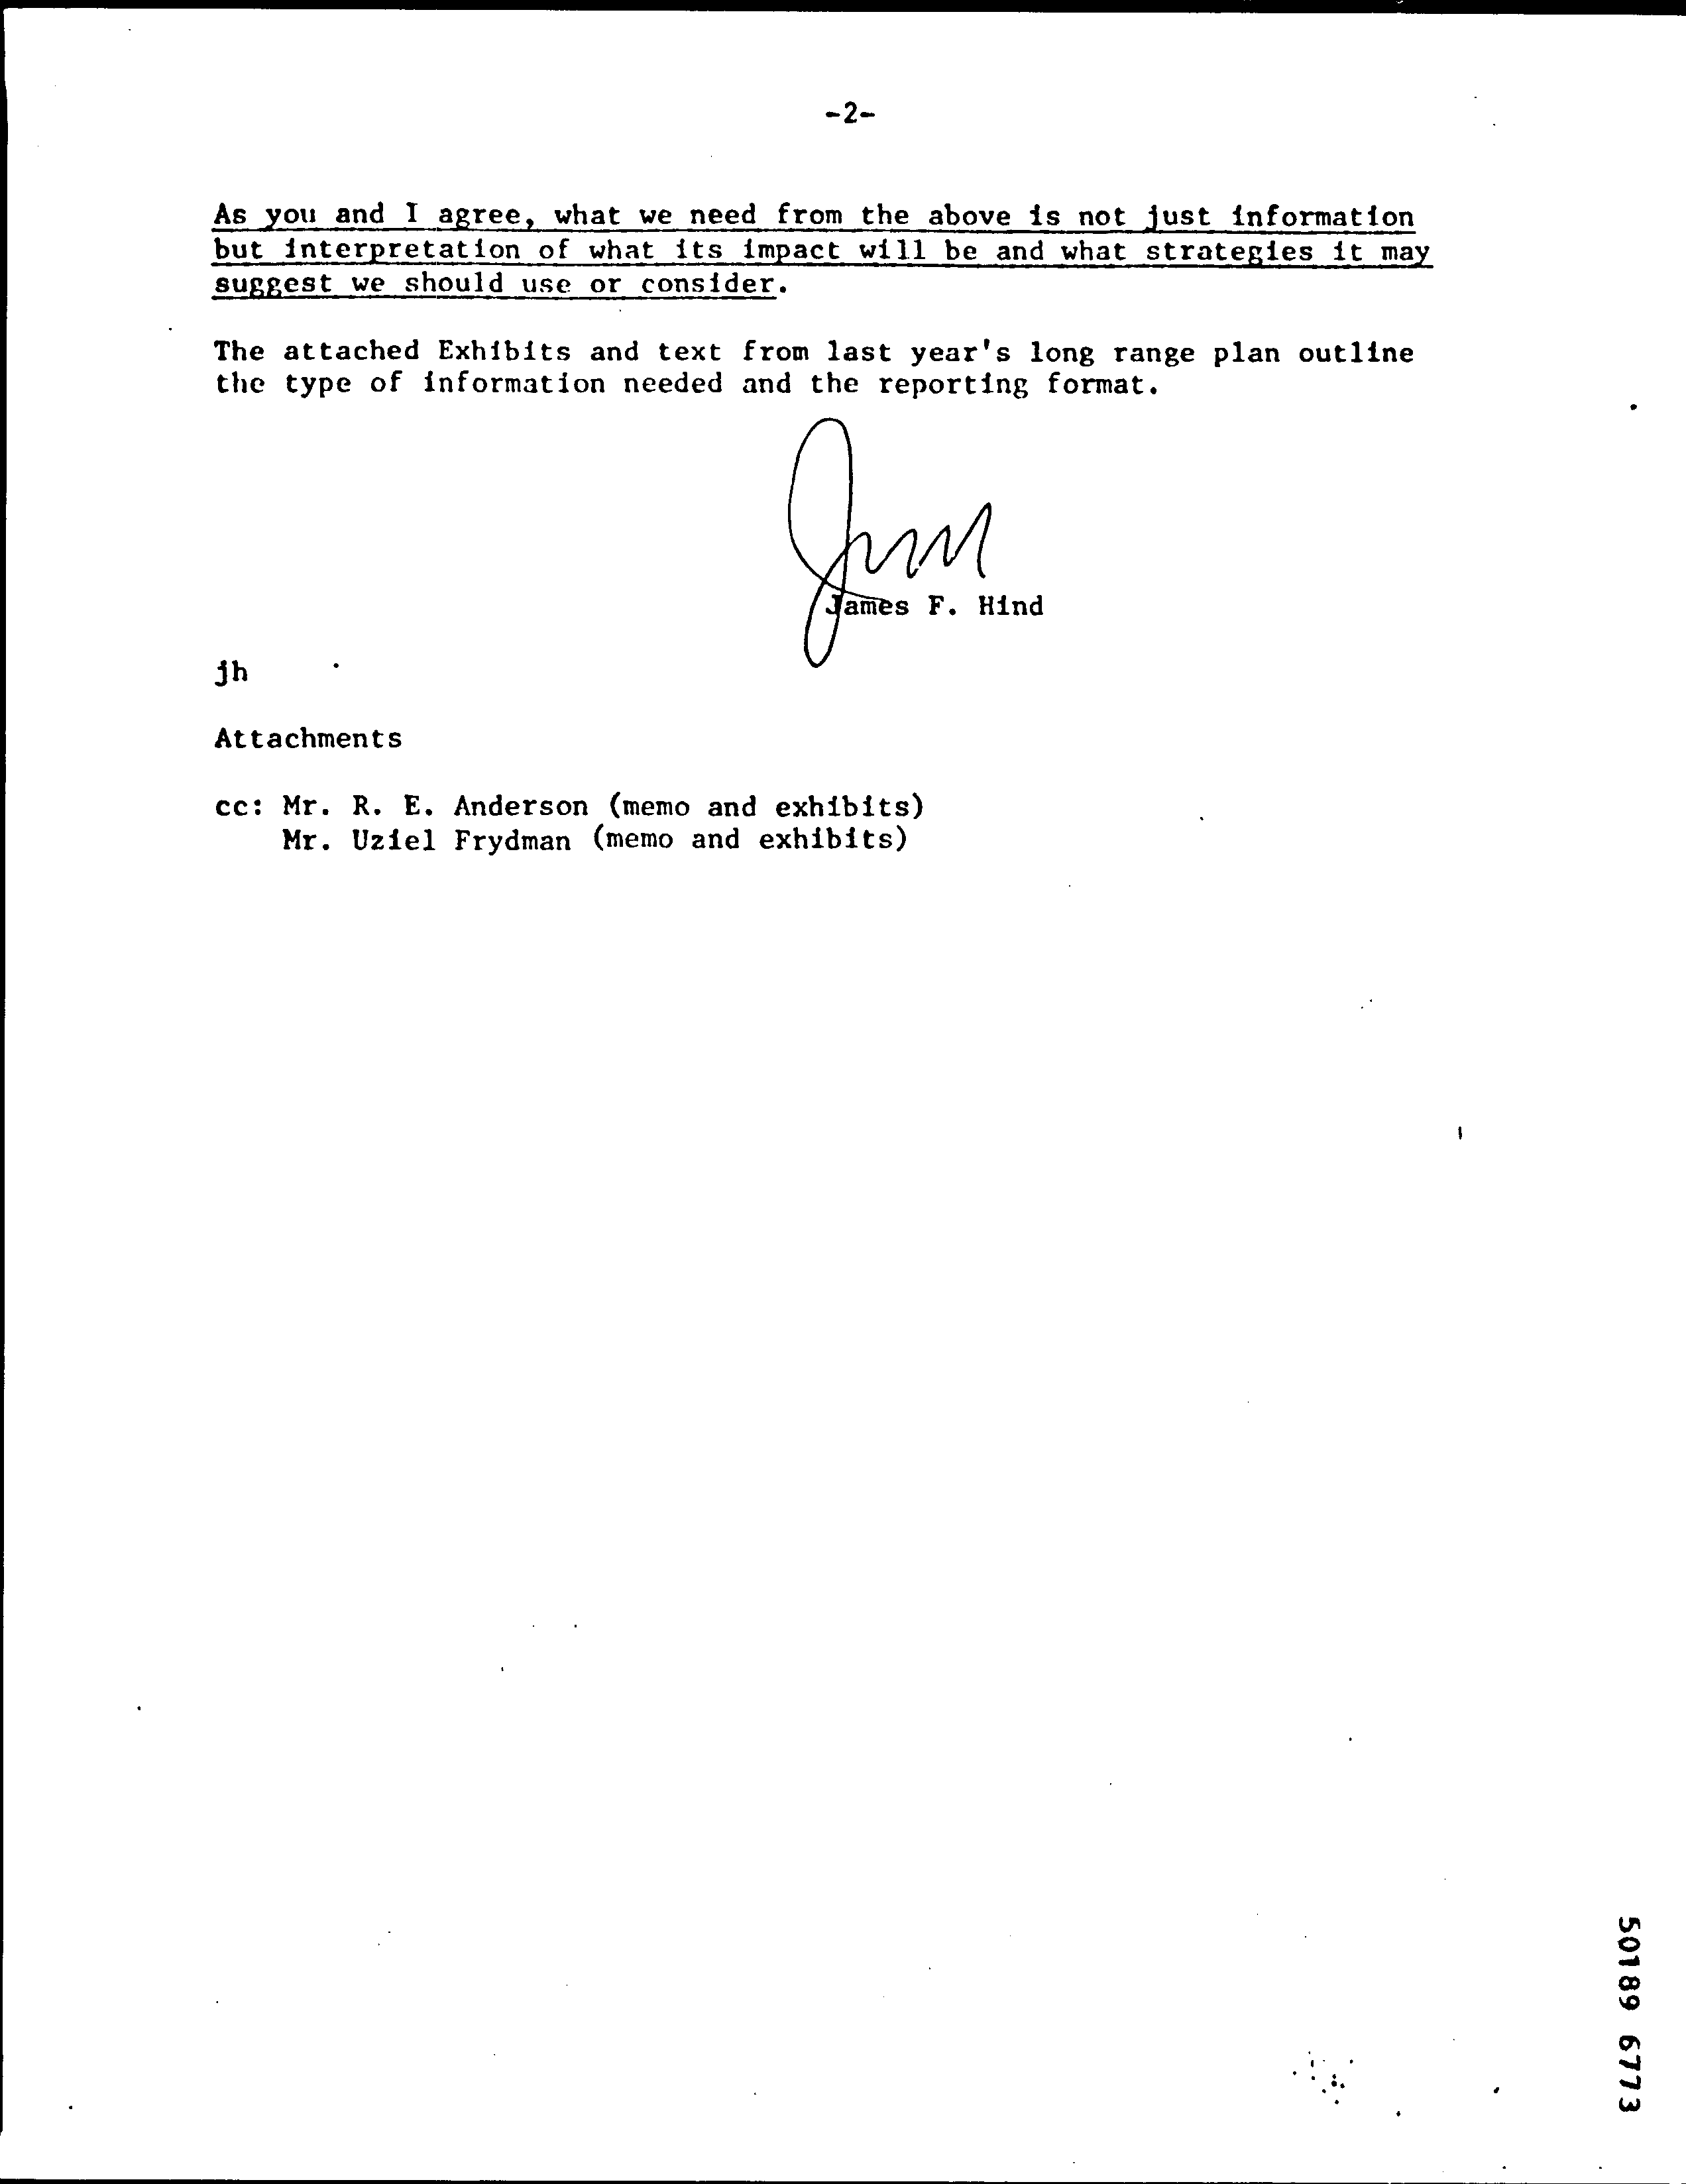 -2-
As you and I agree, what we need from the above is not just information
but interpretation of what its impact will be and what strategies it may
suggest we should use or consider.
The attached Exhibits and text from last year's long range plan outline
the type of information needed and the reporting format.
Jim
James F. Hind
jh
Attachments
cc: Mr. R. E. Anderson (memo and exhibits)
Mr. Uziel Frydman (memo and exhibits)
50189 6773